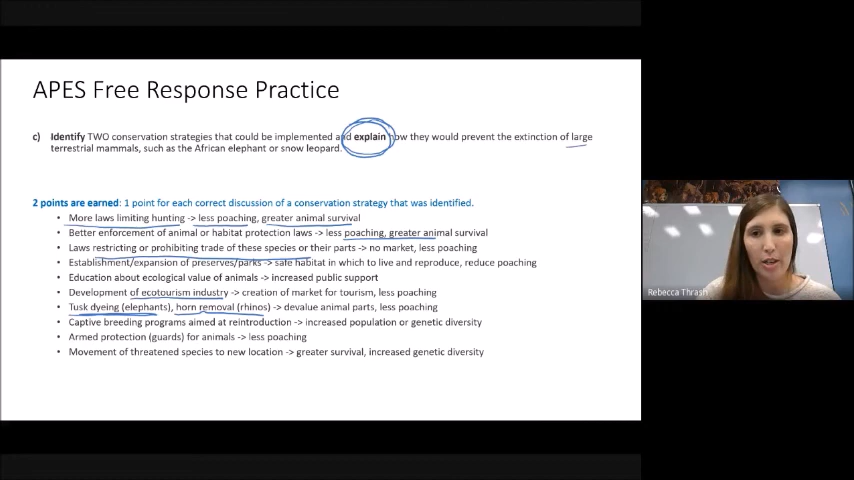 APES Free Response Practice
c) Identify TWO conservation strategies that could be implemented and explain how they would prevent the extinction of large
terrestrial mammals, such as the African elephant or snow leopard.
2 points are earned: 1 point for each correct discussion of a conservation strategy that was identified.
• More laws limiting hunting -> less poaching, greater animal survival
• Better enforcement of animal or habitat protection laws -> less poaching, greater animal survival
• Laws restricting or prohibiting trade of these species or their parts -> no market, less poaching
• Establishment/expansion of preserves/parks -> safe habitat in which to live and reproduce, reduce poaching
• Education about ecological value of animals -> increased public support
• Development of ecotourism industry -> creation of market for tourism, less poaching
• Tusk dyeing (elephants), horn removal (rhinos) -> devalue animal parts, less poaching
• Captive breeding programs aimed at reintroduction -> increased population or genetic diversity
• Armed protection (guards) for animals -> less poaching
• Movement of threatened species to new location -> greater survival, increased genetic diversity
Rebecca Thrash